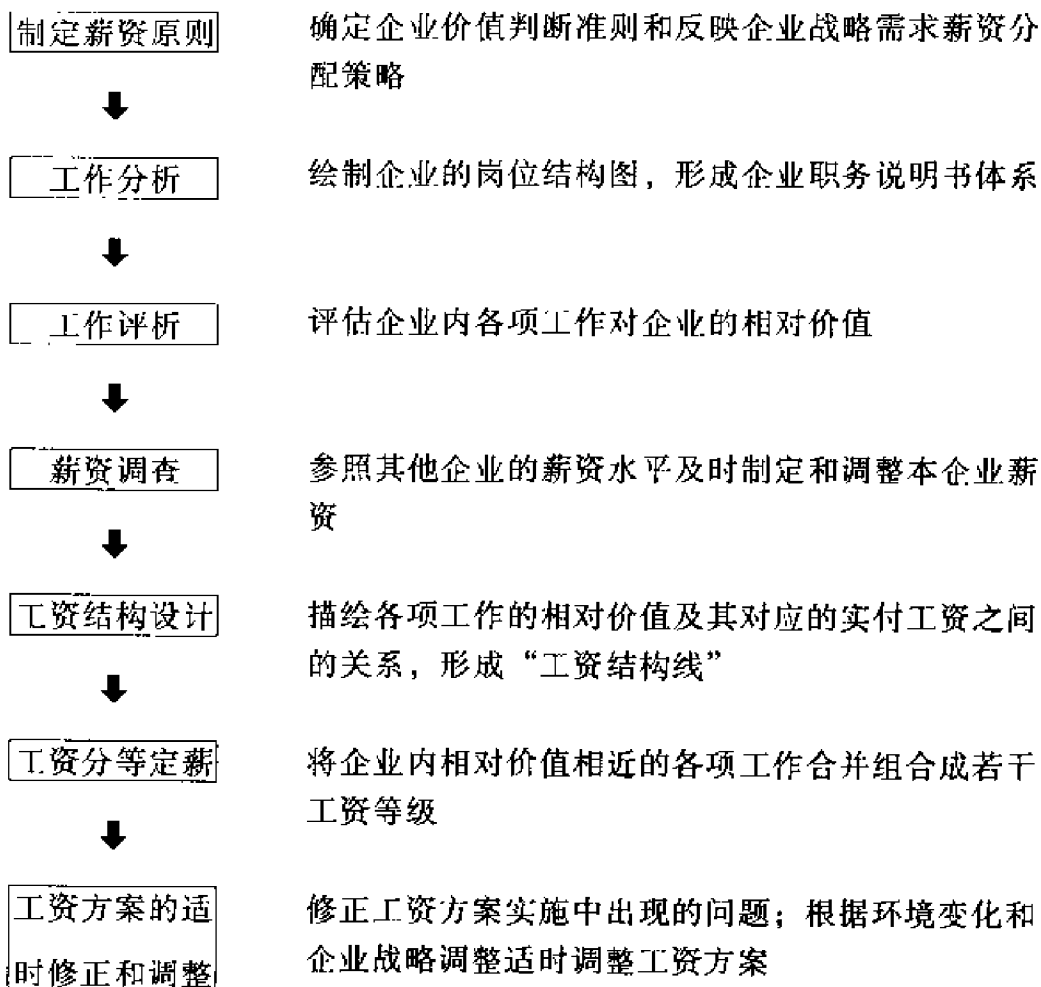 制定薪资原则
确定企业价值判断准则和反映企业战略需求薪资分
配策略
工作分析
绘制企业的岗位结构图，形成企业职务说明书体系
工作评析
评估企业内各项工作对企业的相对价值
薪资调查
参照其他企业的薪资水平及时制定和调整本企业薪
资
工资结构设计
描绘各项工作的相对价值及其对应的实付工资之间
的关系，形成“工资结构线”
工资分等定薪
将企业内相对价值相近的各项工作合并组合成若干
工资等级
工资方案的适
时修正和调整
修正工资方案实施中出现的问题；根据环境变化和
企业战略调整适时调整工资方案